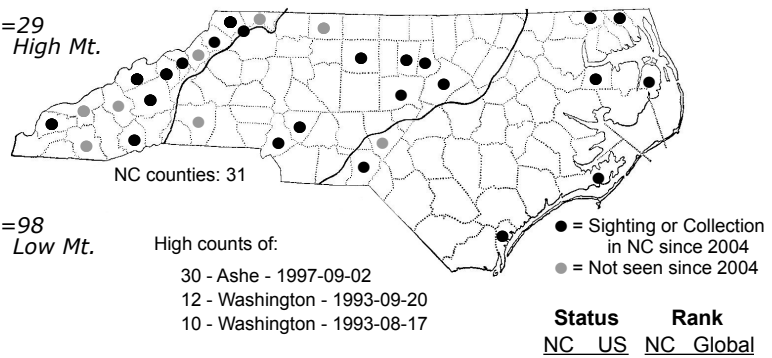 =29
High Mt.
NC counties: 31
=98
Low Mt.
High counts of:
30 - Ashe - 1997-09-02
12 - Washington - 1993-09-20
10 - Washington - 1993-08-17
= Sighting or Collection
in NC since 2004
= Not seen since 2004
Status Rank
NC US NC Global